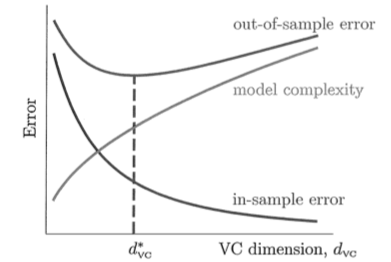 out-of-sample error
model complexity
Error
in-sample error
d*vc
VC dimension, dvc